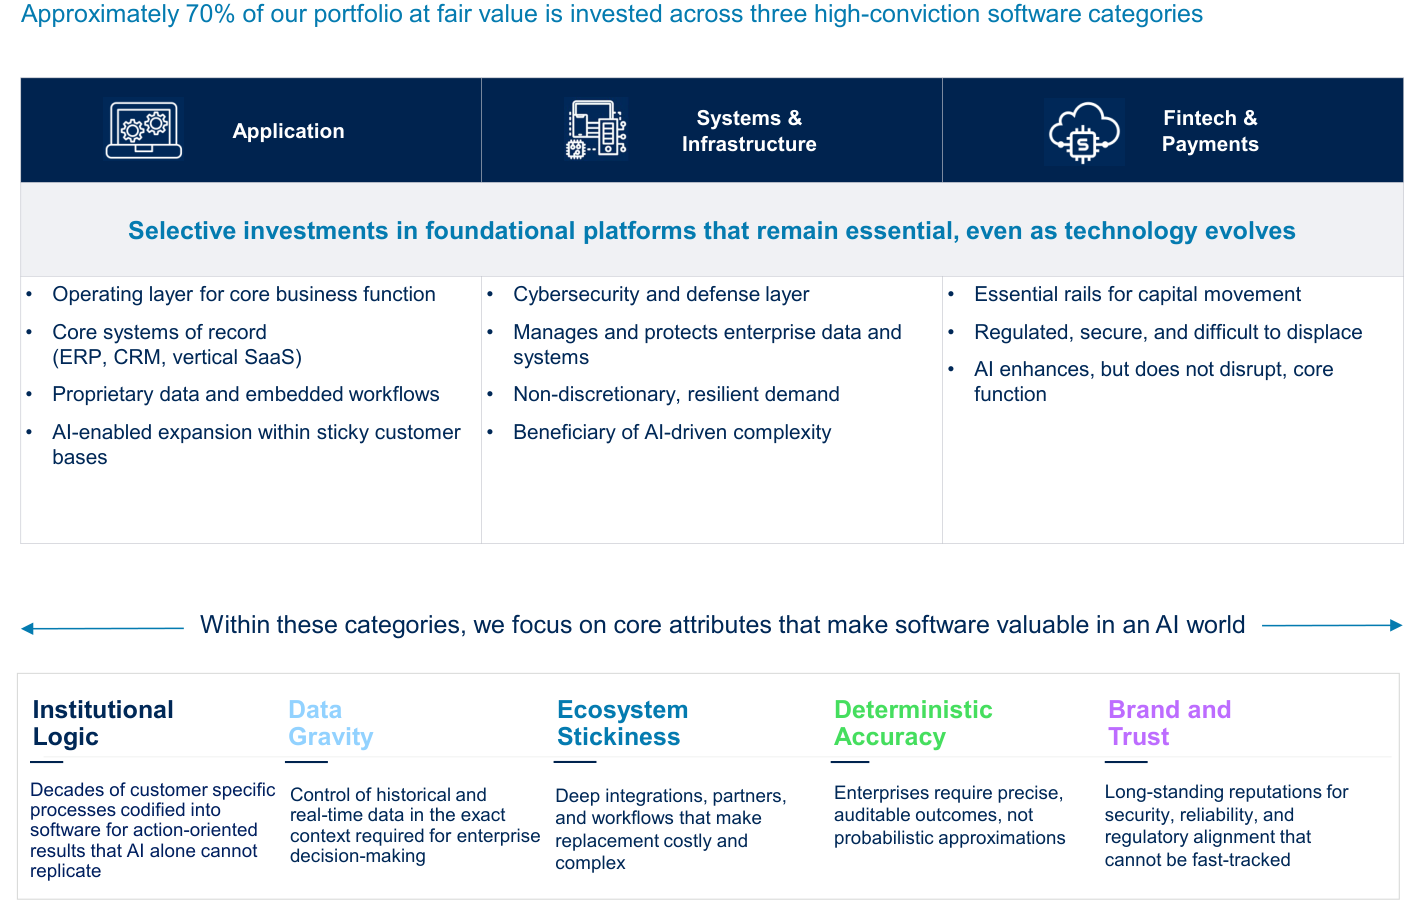 Approximately 70% of our portfolio at fair value is invested across three high-conviction software categories
Application
Systems &
Infrastructure
Fintech &
Payments
Selective investments in foundational platforms that remain essential, even as technology evolves
• Operating layer for core business function
• Core systems of record
(ERP, CRM, vertical SaaS)
• Proprietary data and embedded workflows
• AI-enabled expansion within sticky customer
bases
• Cybersecurity and defense layer
• Manages and protects enterprise data and
systems
• Non-discretionary, resilient demand
• Beneficiary of AI-driven complexity
• Essential rails for capital movement
• Regulated, secure, and difficult to displace
• AI enhances, but does not disrupt, core
function
Within these categories, we focus on core attributes that make software valuable in an AI world
Institutional
Logic
Decades of customer specific
processes codified into
software for action-oriented
results that AI alone cannot
replicate
Data
Gravity
Control of historical and
real-time data in the exact
context required for enterprise
decision-making
Ecosystem
Stickiness
Deep integrations, partners,
and workflows that make
replacement costly and
complex
Deterministic
Accuracy
Enterprises require precise,
auditable outcomes, not
probabilistic approximations
Brand and
Trust
Long-standing reputations for
security, reliability, and
regulatory alignment that
cannot be fast-tracked